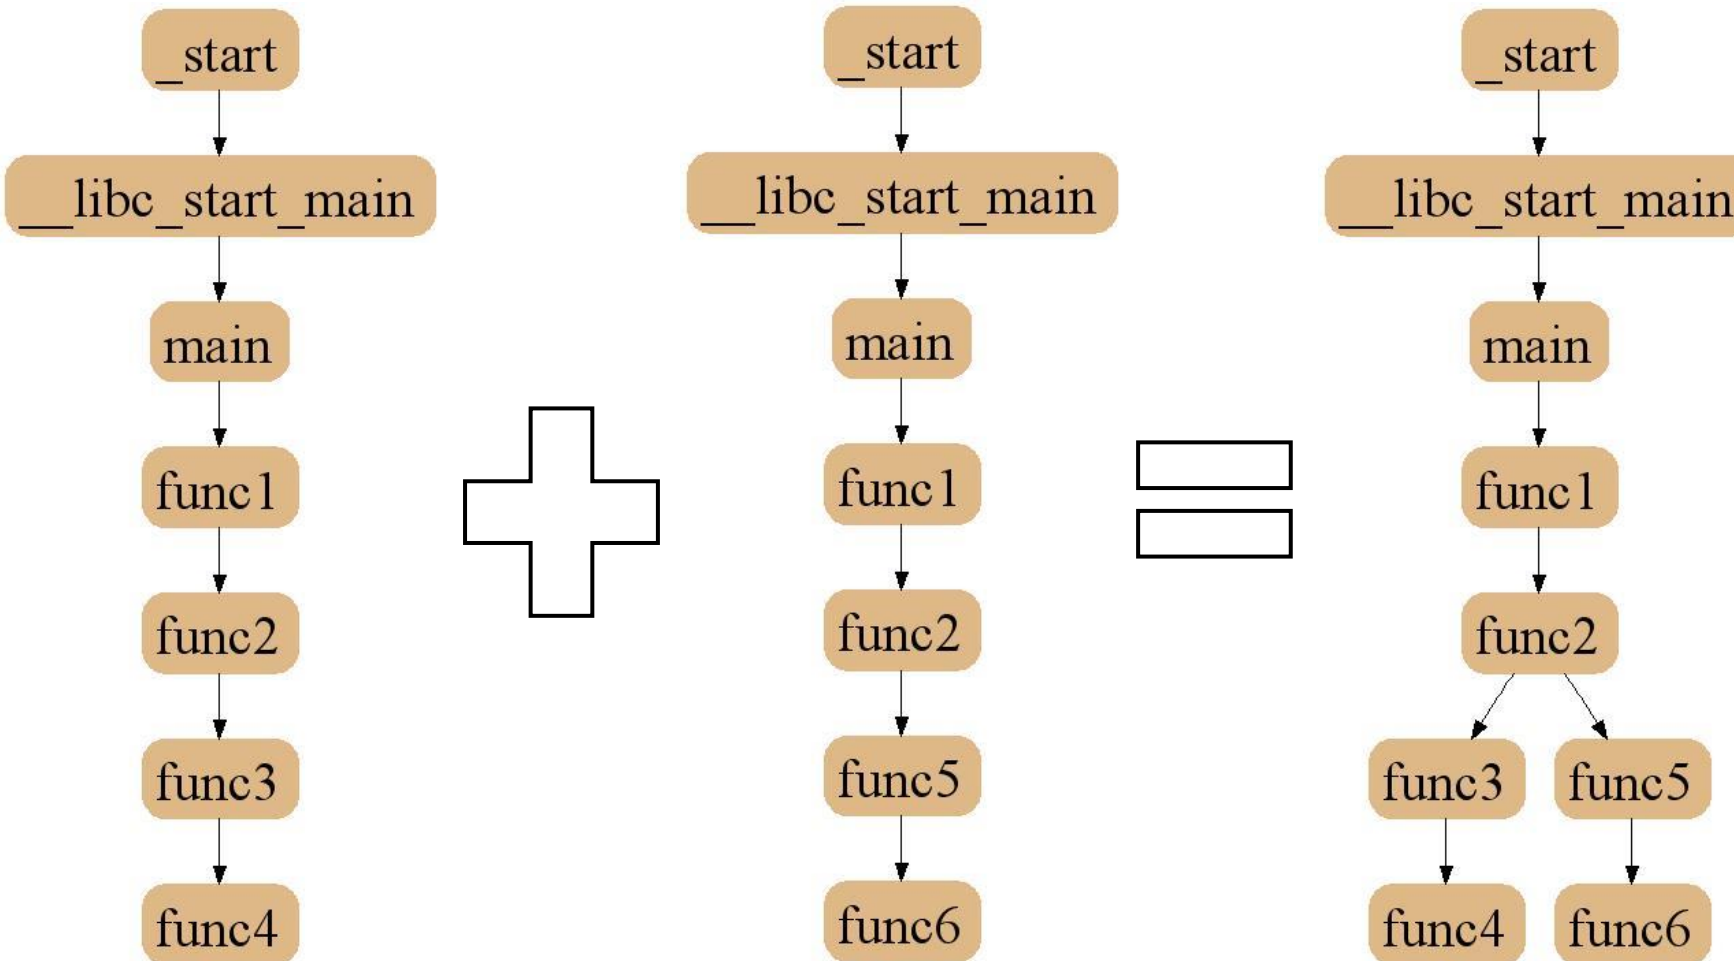 _start
__libc_start_main
main
func1
func2
func3
func4
_start
__libc_start_main
main
func1
func2
func5
func6
_start
__libc_start_main
main
func1
func2
func3
func5
func4
func6